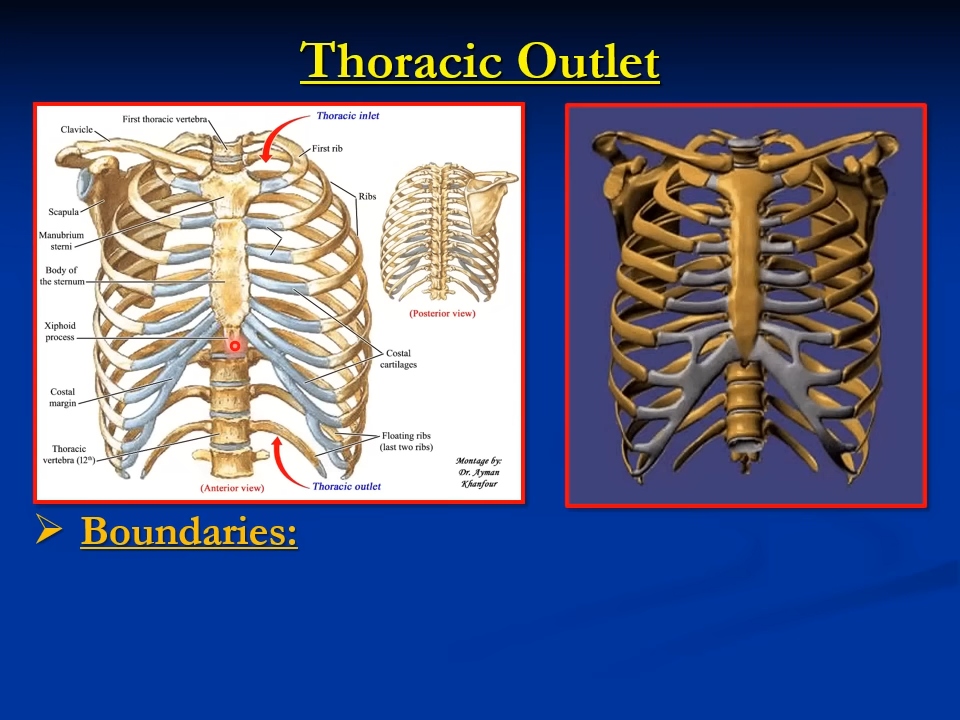 Thoracic Outlet
First thoracic vertebra
Thoracic inlet
Clavicle
First rib
Ribs
Scapula
Manubrium
sterni
Body of
the sternum
(Posterior view)
Xiphoid
process
Costal
cartilages
Costal
margin
Floating ribs
(last two ribs)
Thoracic
vertebra (12th)
Montage by:
Dr. Ayman
Khanfour
(Anterior view)
Thoracic outlet
➢ Boundaries: